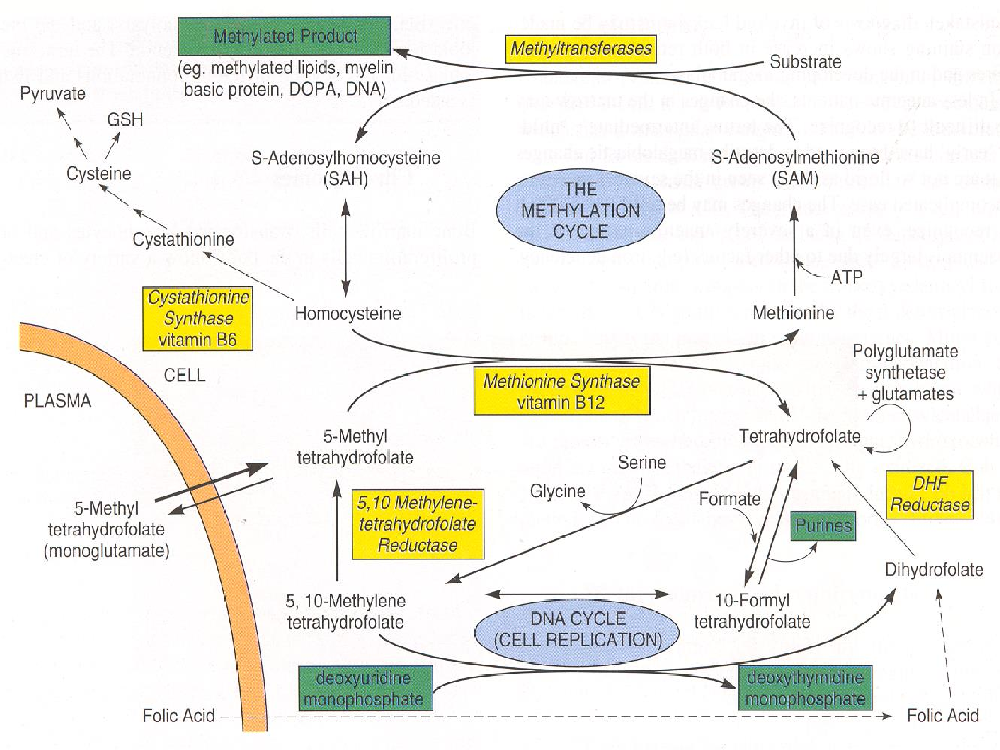 Methylated Product
(eg. methylated lipids, myelin
basic protein, DOPA, DNA)
Methyltransferases
Substrate
Pyruvate
GSH
Cysteine
Cystathionine
S-Adenosylhomocysteine
(SAH)
THE
METHYLATION
CYCLE
S-Adenosylmethionine
(SAM)
ATP
Cystathionine
Synthase
vitamin B6
Homocysteine
Methionine
CELL
PLASMA
Methionine Synthase
vitamin B12
Polyglutamate
synthetase
+ glutamates
5-Methyl
tetrahydrofolate
Tetrahydrofolate
Serine
Glycine
Formate
DHF
Reductase
5-Methyl
tetrahydrofolate
(monoglutamate)
5,10 Methylene-
tetrahydrofolate
Reductase
Purines
Dihydrofolate
5, 10-Methylene
tetrahydrofolate
10-Formyl
tetrahydrofolate
DNA CYCLE
(CELL REPLICATION)
deoxyuridine
monophosphate
deoxythymidine
monophosphate
Folic Acid
Folic Acid